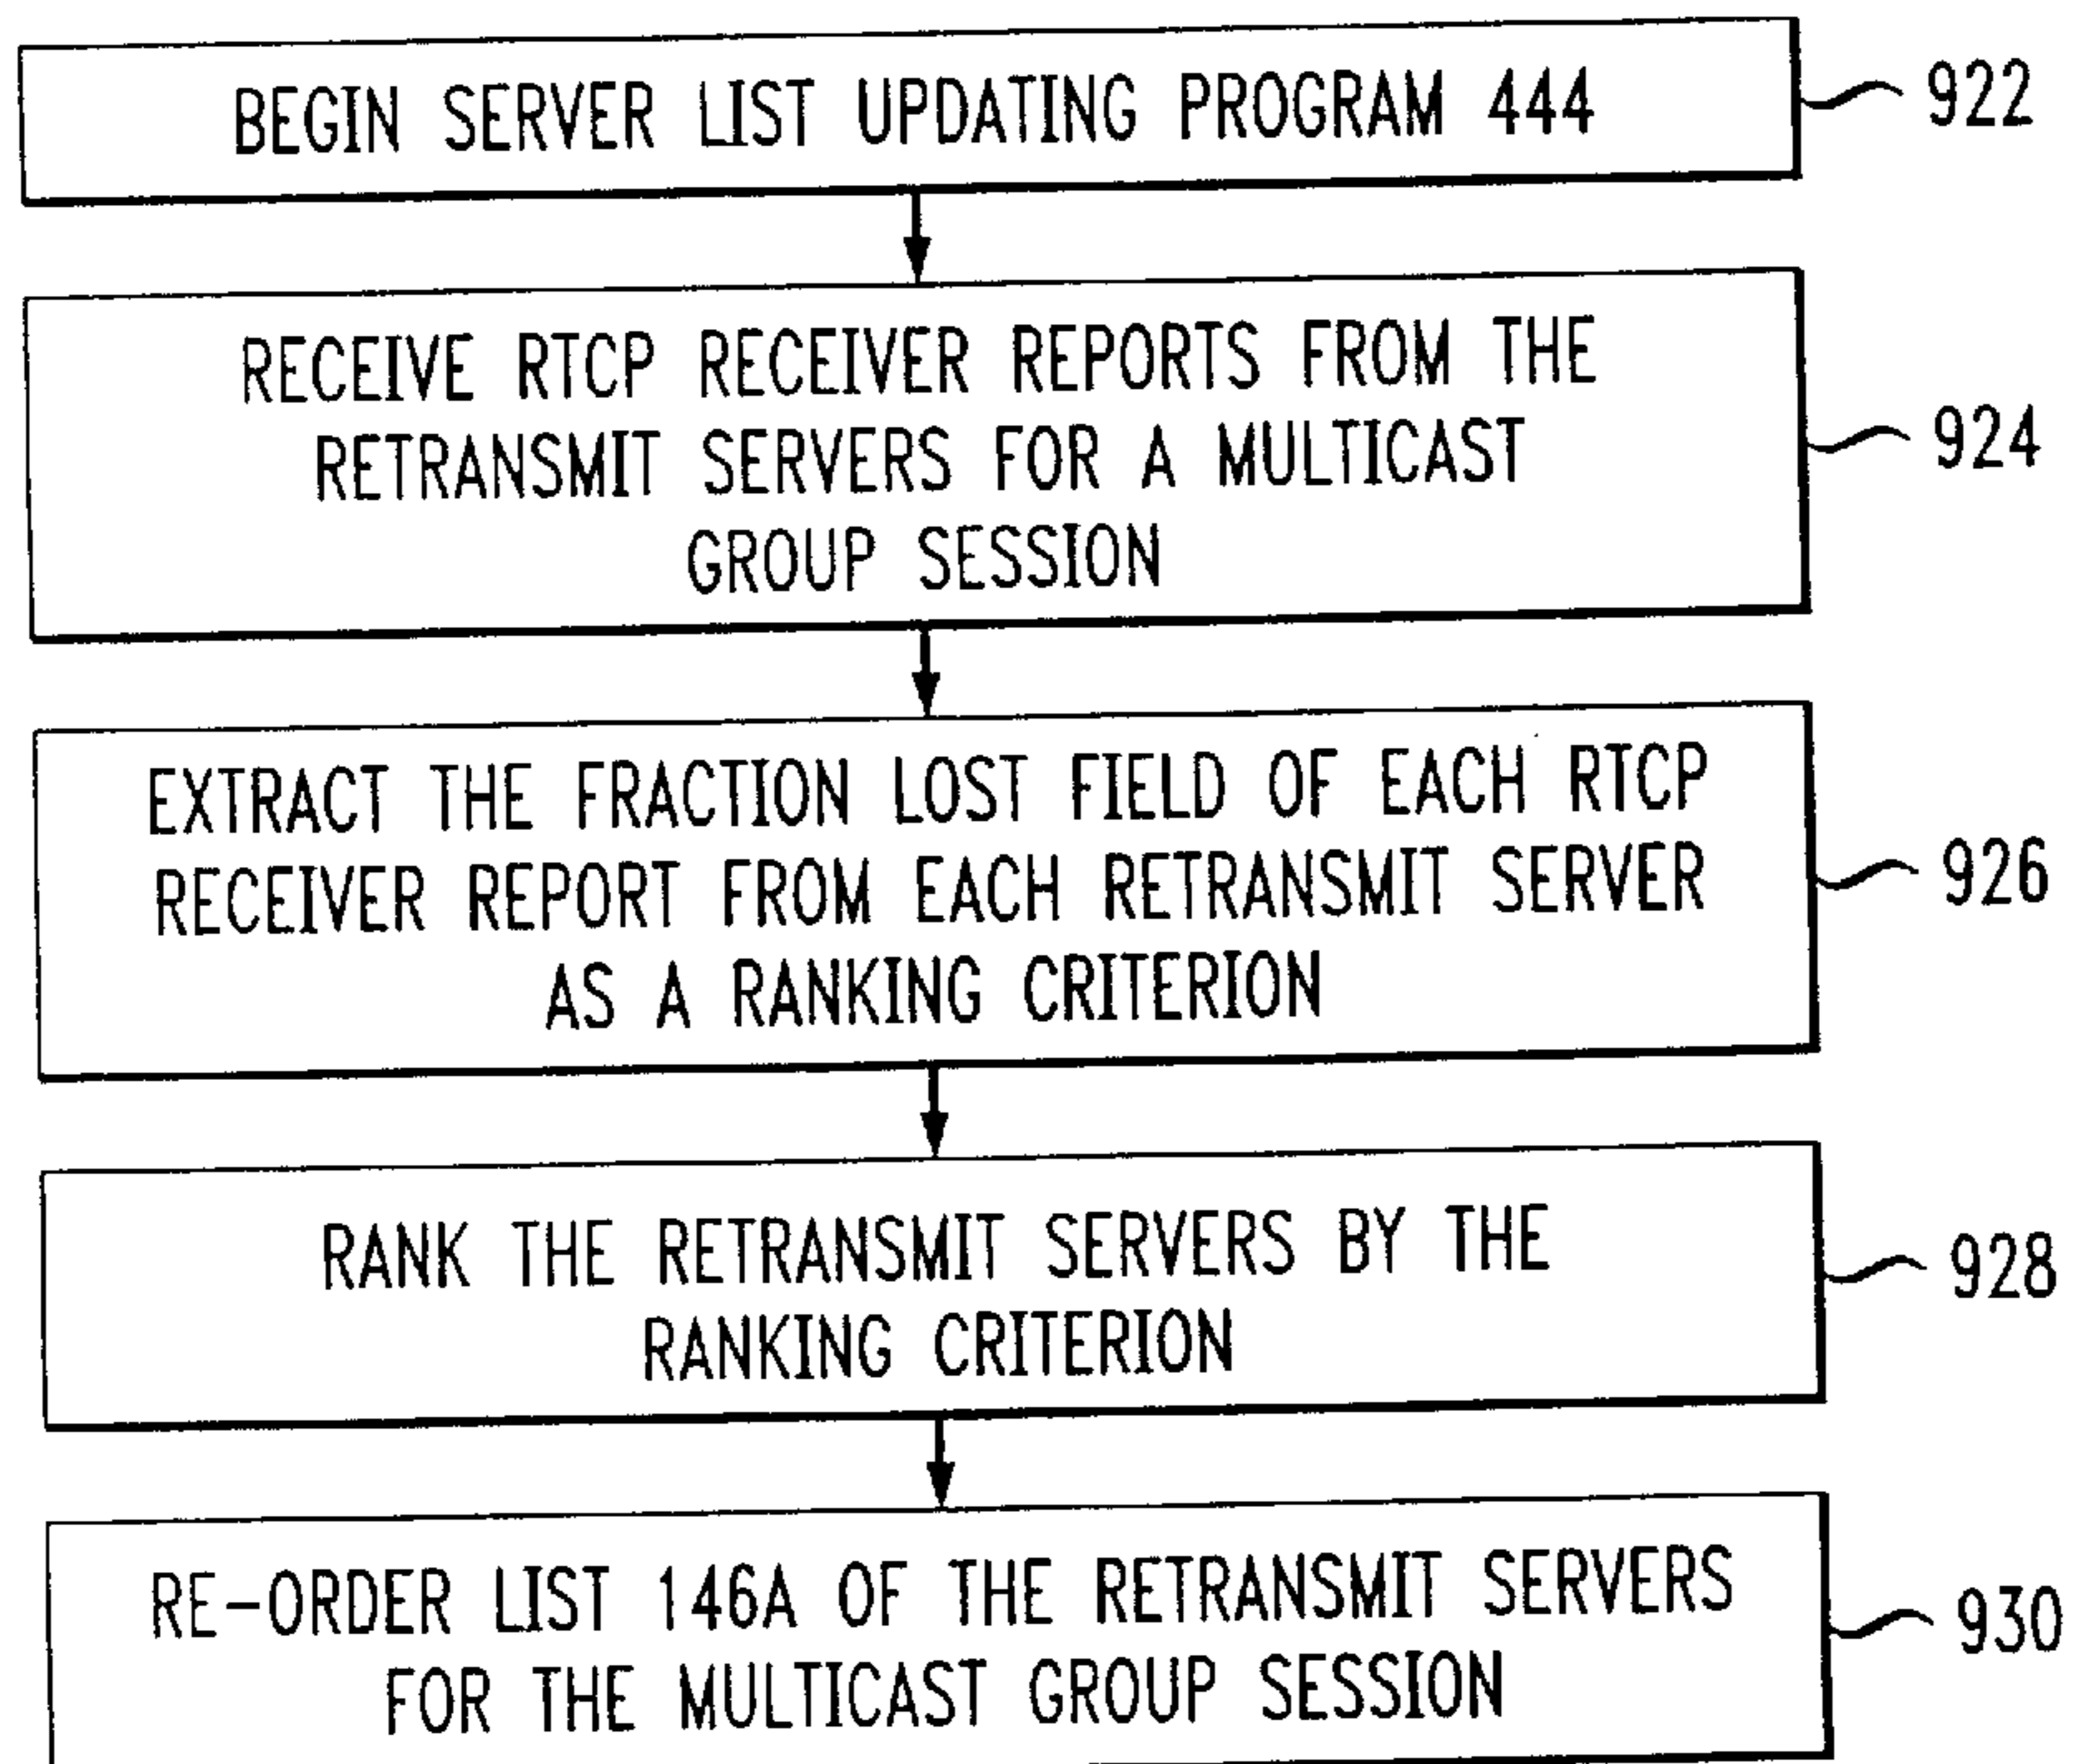 BEGIN SERVER LIST UPDATING PROGRAM 444
922
RECEIVE RTCP RECEIVER REPORTS FROM THE
RETRANSMIT SERVERS FOR A MULTICAST
GROUP SESSION
924
EXTRACT THE FRACTION LOST FIELD OF EACH RTCP
RECEIVER REPORT FROM EACH RETRANSMIT SERVER
AS A RANKING CRITERION
926
RANK THE RETRANSMIT SERVERS BY THE
RANKING CRITERION
928
RE-ORDER LIST 146A OF THE RETRANSMIT SERVERS
FOR THE MULTICAST GROUP SESSION
930